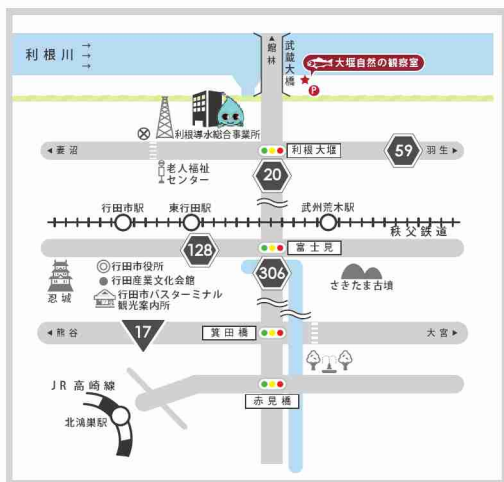 利根川 → → →
▲館林
武蔵大橋
大堰自然の観察室
P
利根導水総合事業所
◀妻沼
利根大堰
59
羽生▶
老人福祉
センター
20
行田市駅
東行田駅
武州荒木駅
秩父鉄道
128
富士見
306
忍城
行田市役所
行田産業文化会館
行田市バスターミナル
観光案内所
さきたま古墳
◀熊谷
17
箕田橋
大宮▶
JR 高崎線
北鴻巣駅
赤見橋